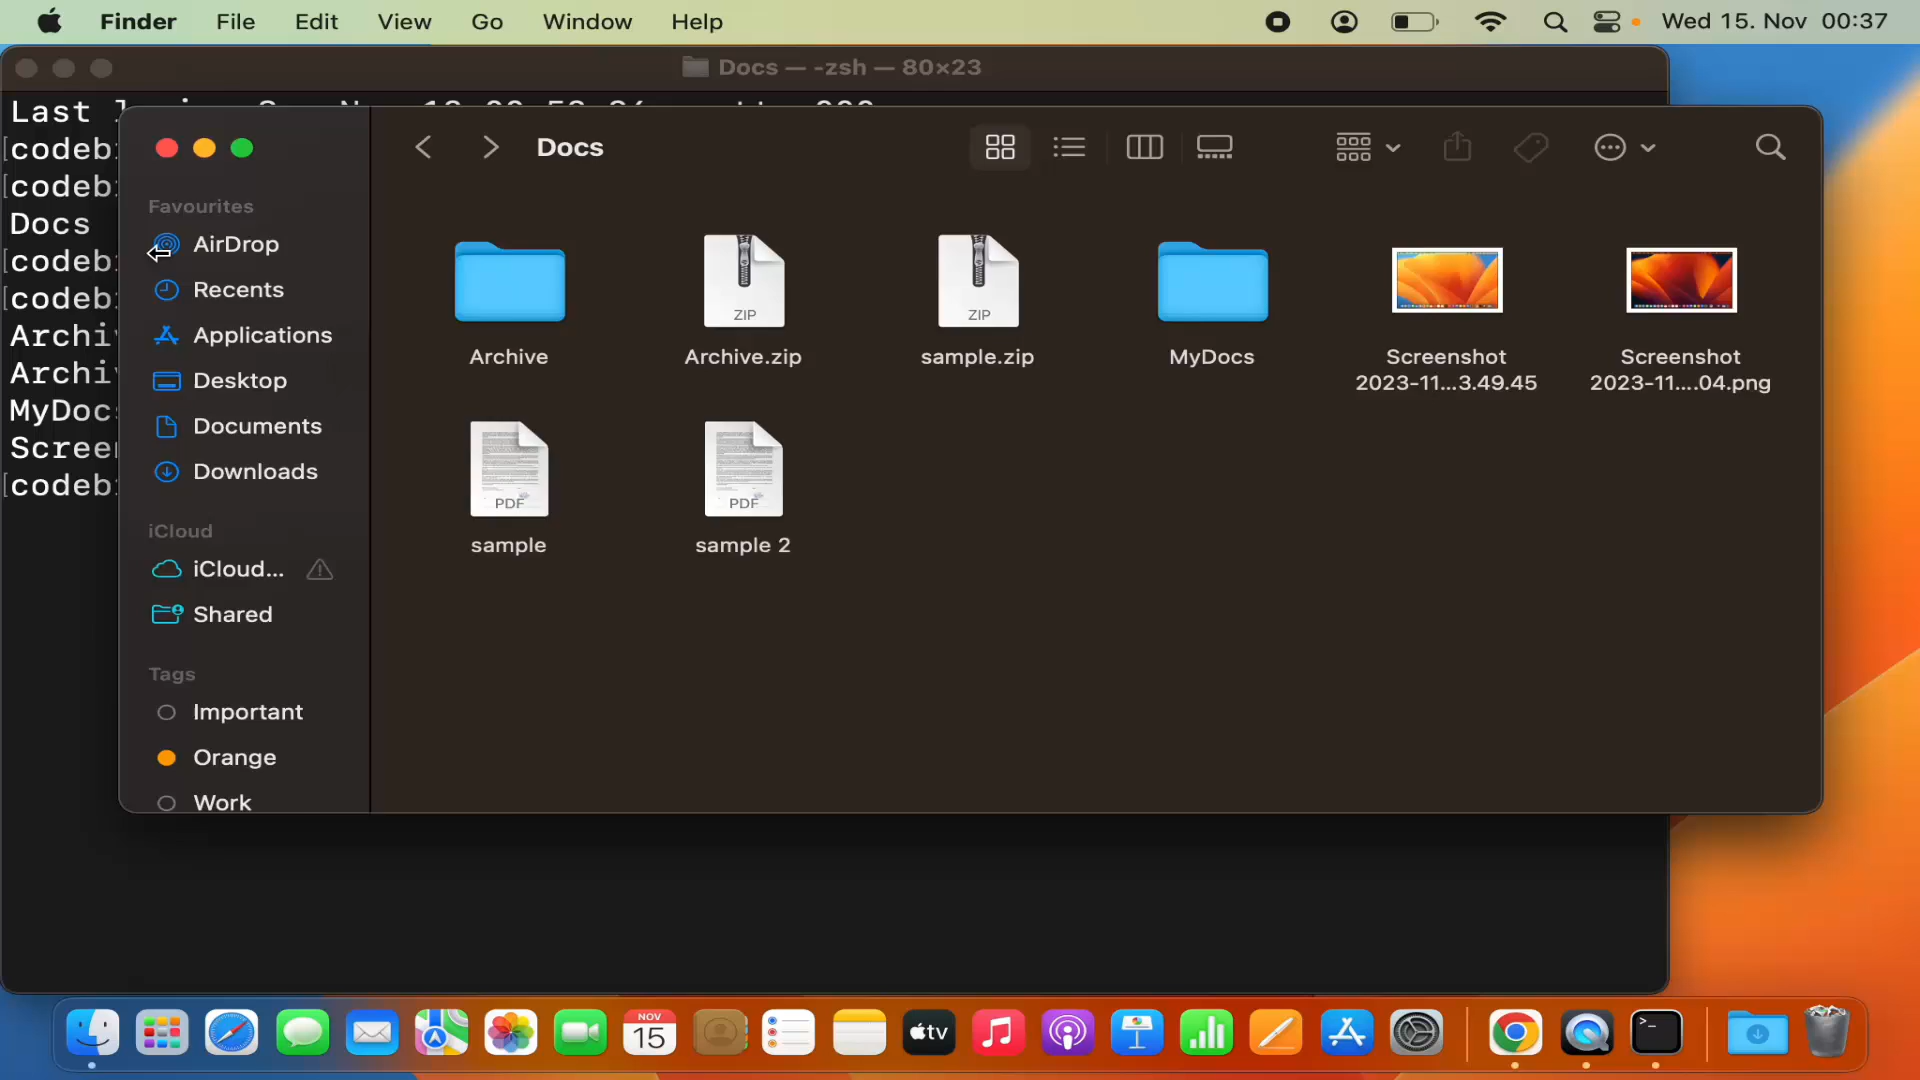 Finder File Edit View Go Window Help Wed 15. Nov 00:37
Docs — -zsh — 80×23
Last
[codeb
[codeb
Docs
[codeb
[codeb
Archi
Archi
MyDoc
Scree
[codeb
Docs
Favourites
AirDrop
Recents
Applications
Desktop
Documents
Downloads
iCloud
iCloud...
Shared
Tags
Important
Orange
Work
ZIP ZIP
Archive Archive.zip sample.zip MyDocs Screenshot Screenshot
2023-11...3.49.45 2023-11....04.png
PDF PDF
sample sample 2
NOV
15
tv
>_